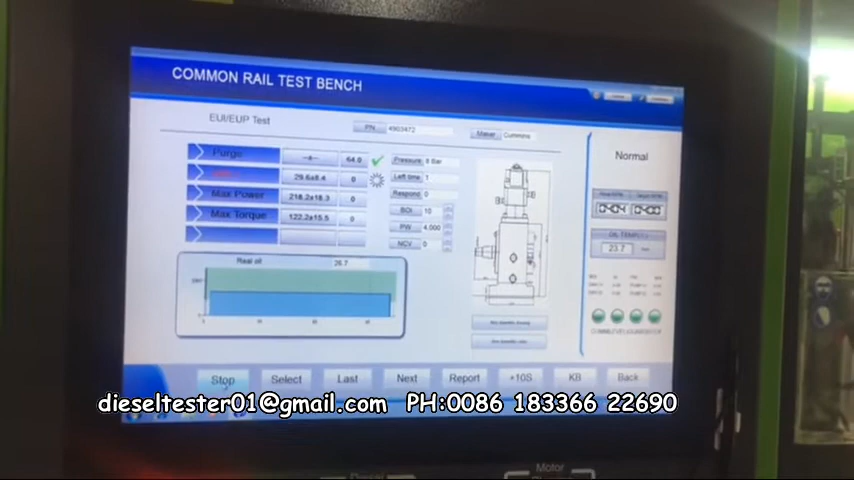 COMMON RAIL TEST BENCH
EUI/EUP Test
PN 4903472 Maker Cummins
Purge --±-- 64.0
29.6±8.4 0
Max Power 218.2±18.3 0
Max Torque 122.2±15.5 0
Pressure 8 Bar
Left time 1
Respond 0
BOI 10
PW 4.000
NCV 0
Normal
0404 0400
23.7
Real oil 26.7
Stop Select Last Next Report +10S KB Back
dieseltester01@gmail.com PH:0086 183366 22690
Motor